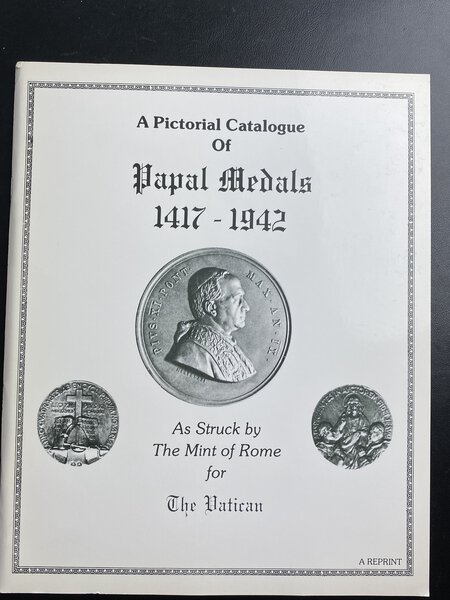 A Pictorial Catalogue
Of
Papal Medals
1417 - 1942
PIVS·XI·PONT MAX·AN·IX
As Struck by
The Mint of Rome
for
The Vatican
A REPRINT